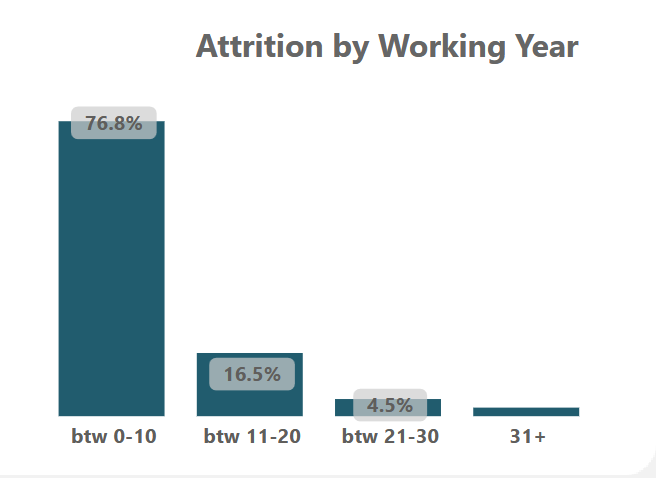 Attrition by Working Year
76.8%
16.5%
4.5%
btw 0-10 btw 11-20 btw 21-30 31+